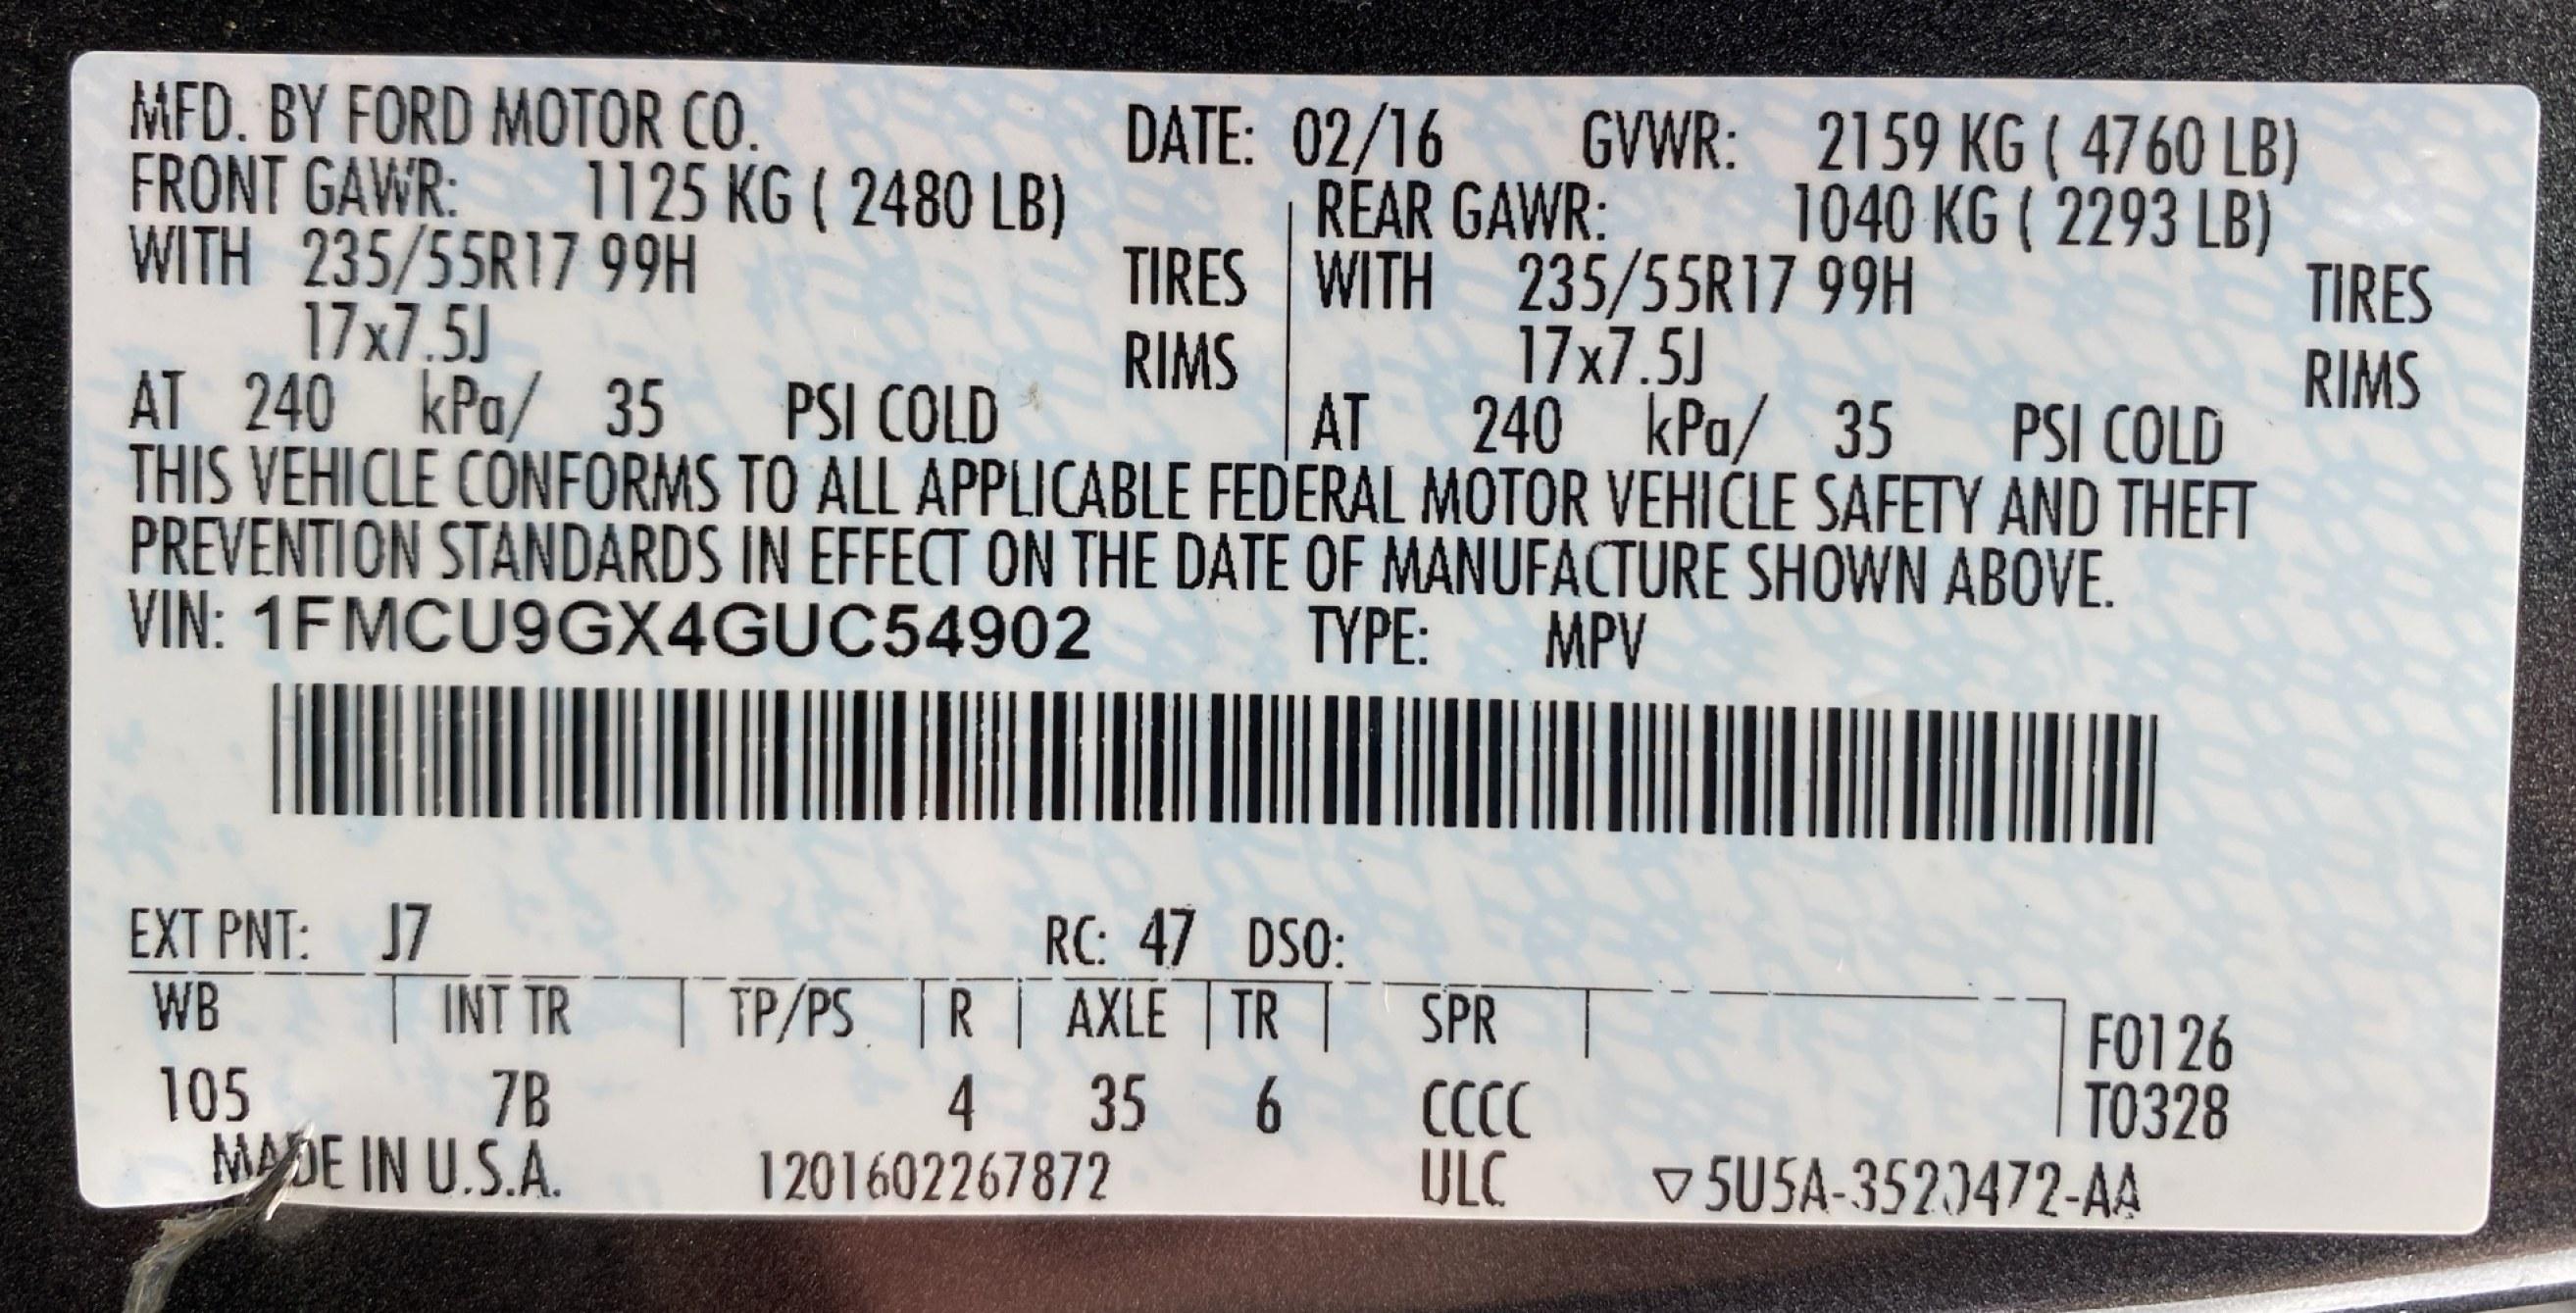 MFD. BY FORD MOTOR CO.
DATE: 02/16 GVWR: 2159 KG ( 4760 LB)
FRONT GAWR: 1125 KG ( 2480 LB)
REAR GAWR: 1040 KG ( 2293 LB)
WITH 235/55R17 99H TIRES
WITH 235/55R17 99H TIRES
17x7.5J RIMS
17x7.5J RIMS
AT 240 kPa/ 35 PSI COLD
AT 240 kPa/ 35 PSI COLD
THIS VEHICLE CONFORMS TO ALL APPLICABLE FEDERAL MOTOR VEHICLE SAFETY AND THEFT
PREVENTION STANDARDS IN EFFECT ON THE DATE OF MANUFACTURE SHOWN ABOVE.
VIN: 1FMCU9GX4GUC54902 TYPE: MPV
EXT PNT: J7 RC: 47 DSO:
WB INT TR TP/PS R AXLE TR SPR
F0126
105 7B 4 35 6 CCCC
T0328
MADE IN U.S.A. 1201602267872 ULC ▽5U5A-3520472-AA